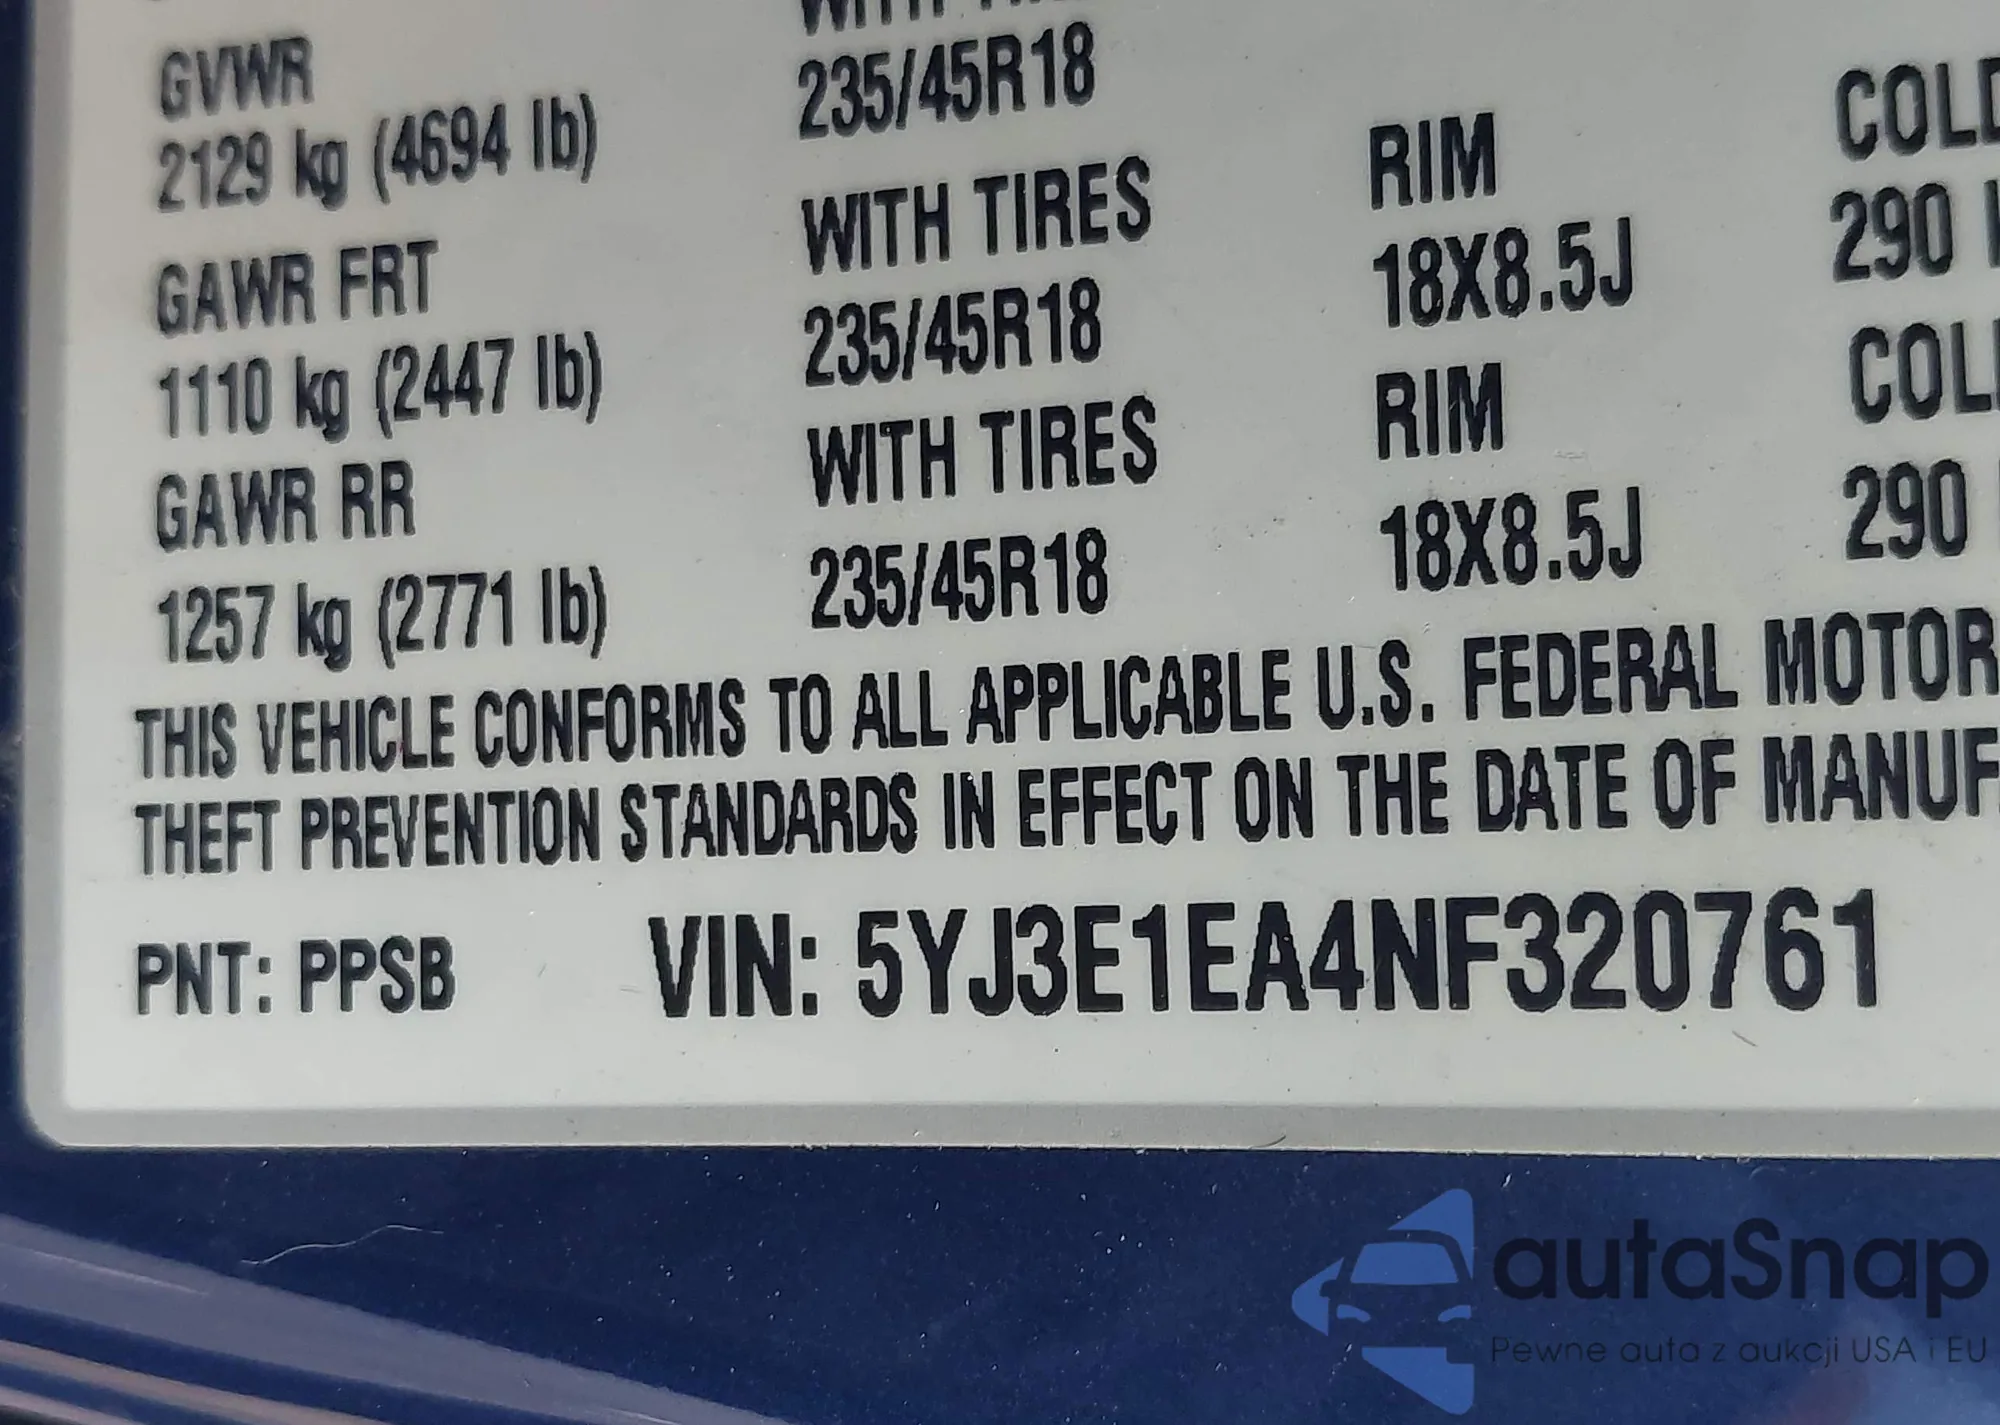 WITH TIRES
GVWR
235/45R18
2129 kg (4694 lb)
RIM
COLD
WITH TIRES
GAWR FRT
18X8.5J
290
235/45R18
1110 kg (2447 lb)
RIM
COL
WITH TIRES
GAWR RR
18X8.5J
290
235/45R18
1257 kg (2771 lb)
THIS VEHICLE CONFORMS TO ALL APPLICABLE U.S. FEDERAL MOTOR
THEFT PREVENTION STANDARDS IN EFFECT ON THE DATE OF MANUF
PNT: PPSB VIN: 5YJ3E1EA4NF320761
autaSnap
Pewne auta z aukcji USA i EU